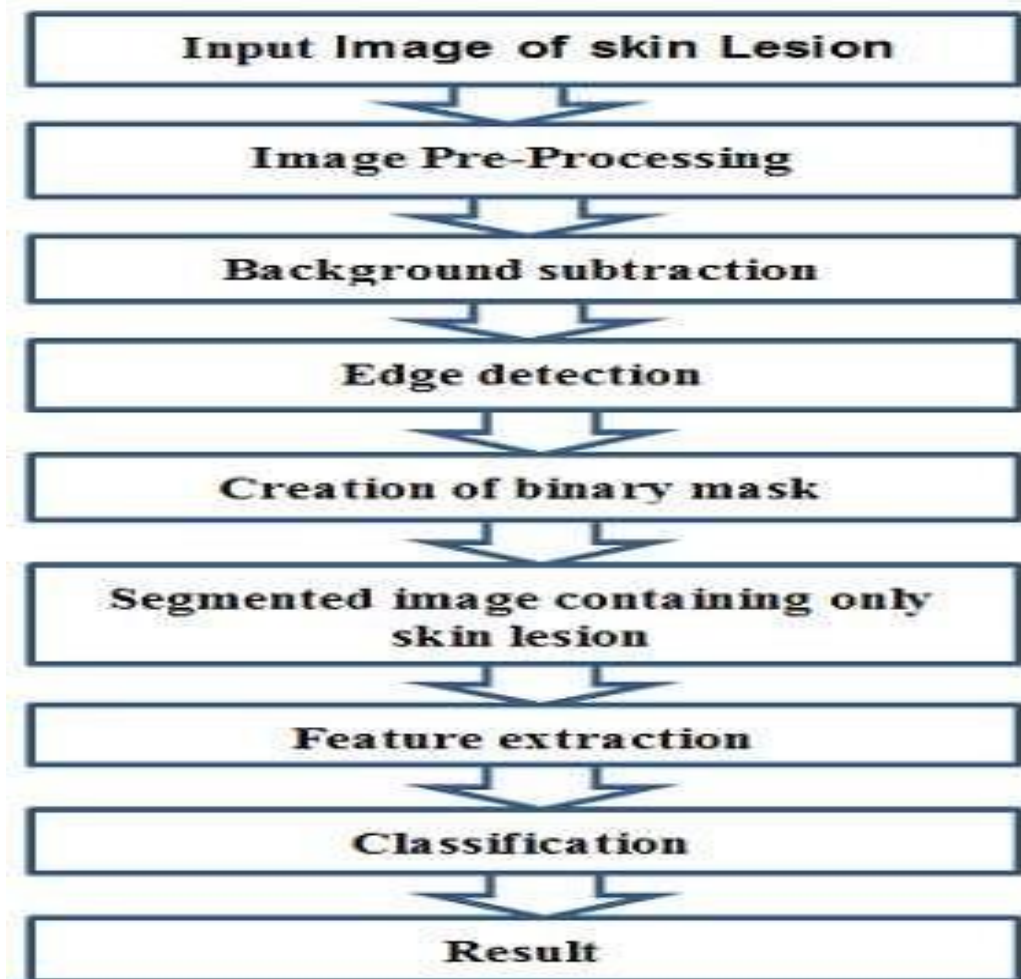 Input Image of skin Lesion
Image Pre-Processing
Background subtraction
Edge detection
Creation of binary mask
Segmented image containing only
skin lesion
Feature extraction
Classification
Result